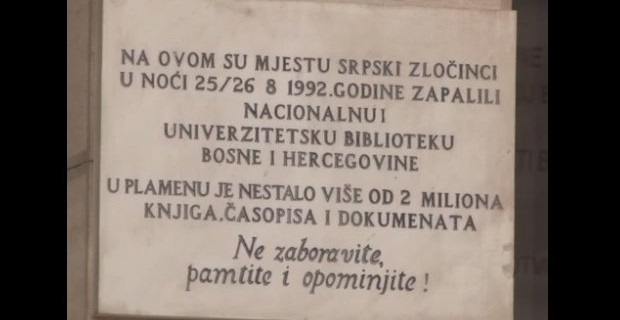 NA OVOM SU MJESTU SRPSKI ZLOČINCI
U NOĆI 25/26 8 1992.GODINE ZAPALILI
NACIONALNU I
UNIVERZITETSKU BIBLIOTEKU
BOSNE I HERCEGOVINE
U PLAMENU JE NESTALO VIŠE OD 2 MILIONA
KNJIGA,ČASOPISA I DOKUMENATA
Ne zaboravite,
pamtite i opominjite !